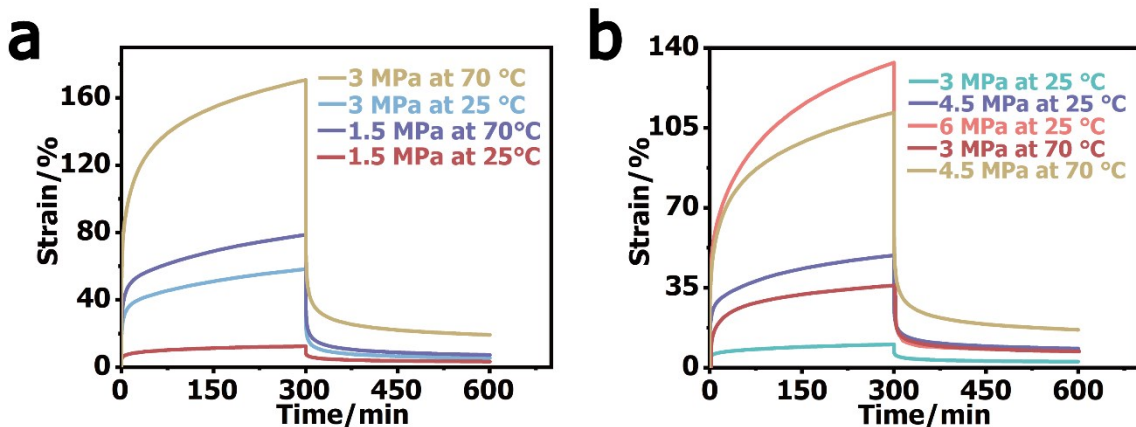 a
160
120
80
40
0
Strain/%
3 MPa at 70 °C
3 MPa at 25 °C
1.5 MPa at 70°C
1.5 MPa at 25°C
0 150 300 450 600
Time/min
b
140
105
70
35
0
Strain/%
3 MPa at 25 °C
4.5 MPa at 25 °C
6 MPa at 25 °C
3 MPa at 70 °C
4.5 MPa at 70 °C
0 150 300 450 600
Time/min